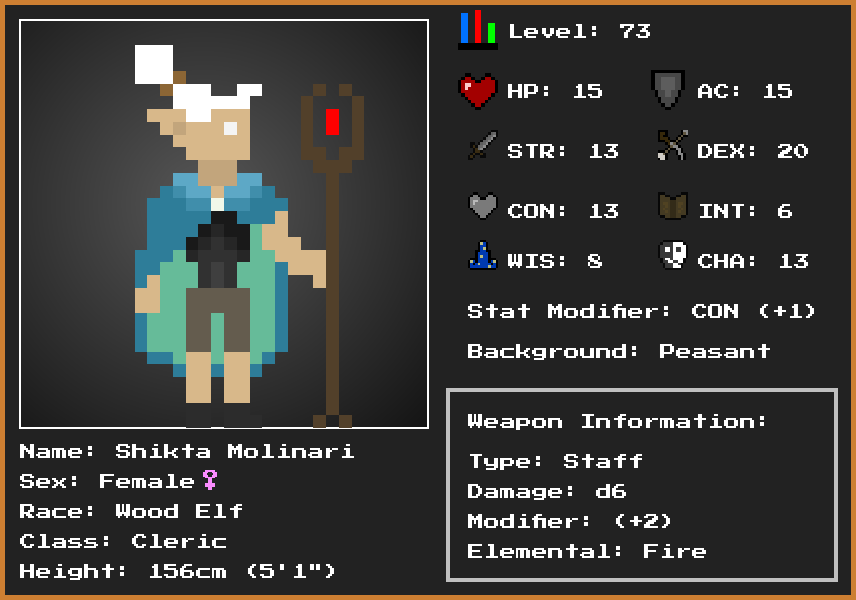 Level: 73
HP: 15 AC: 15
STR: 13 DEX: 20
CON: 13 INT: 6
WIS: 8 CHA: 13
Stat Modifier: CON (+1)
Background: Peasant
Weapon Information:
Type: Staff
Damage: d6
Modifier: (+2)
Elemental: Fire
Name: Shikta Molinari
Sex: Female♀
Race: Wood Elf
Class: Cleric
Height: 156cm (5'1")